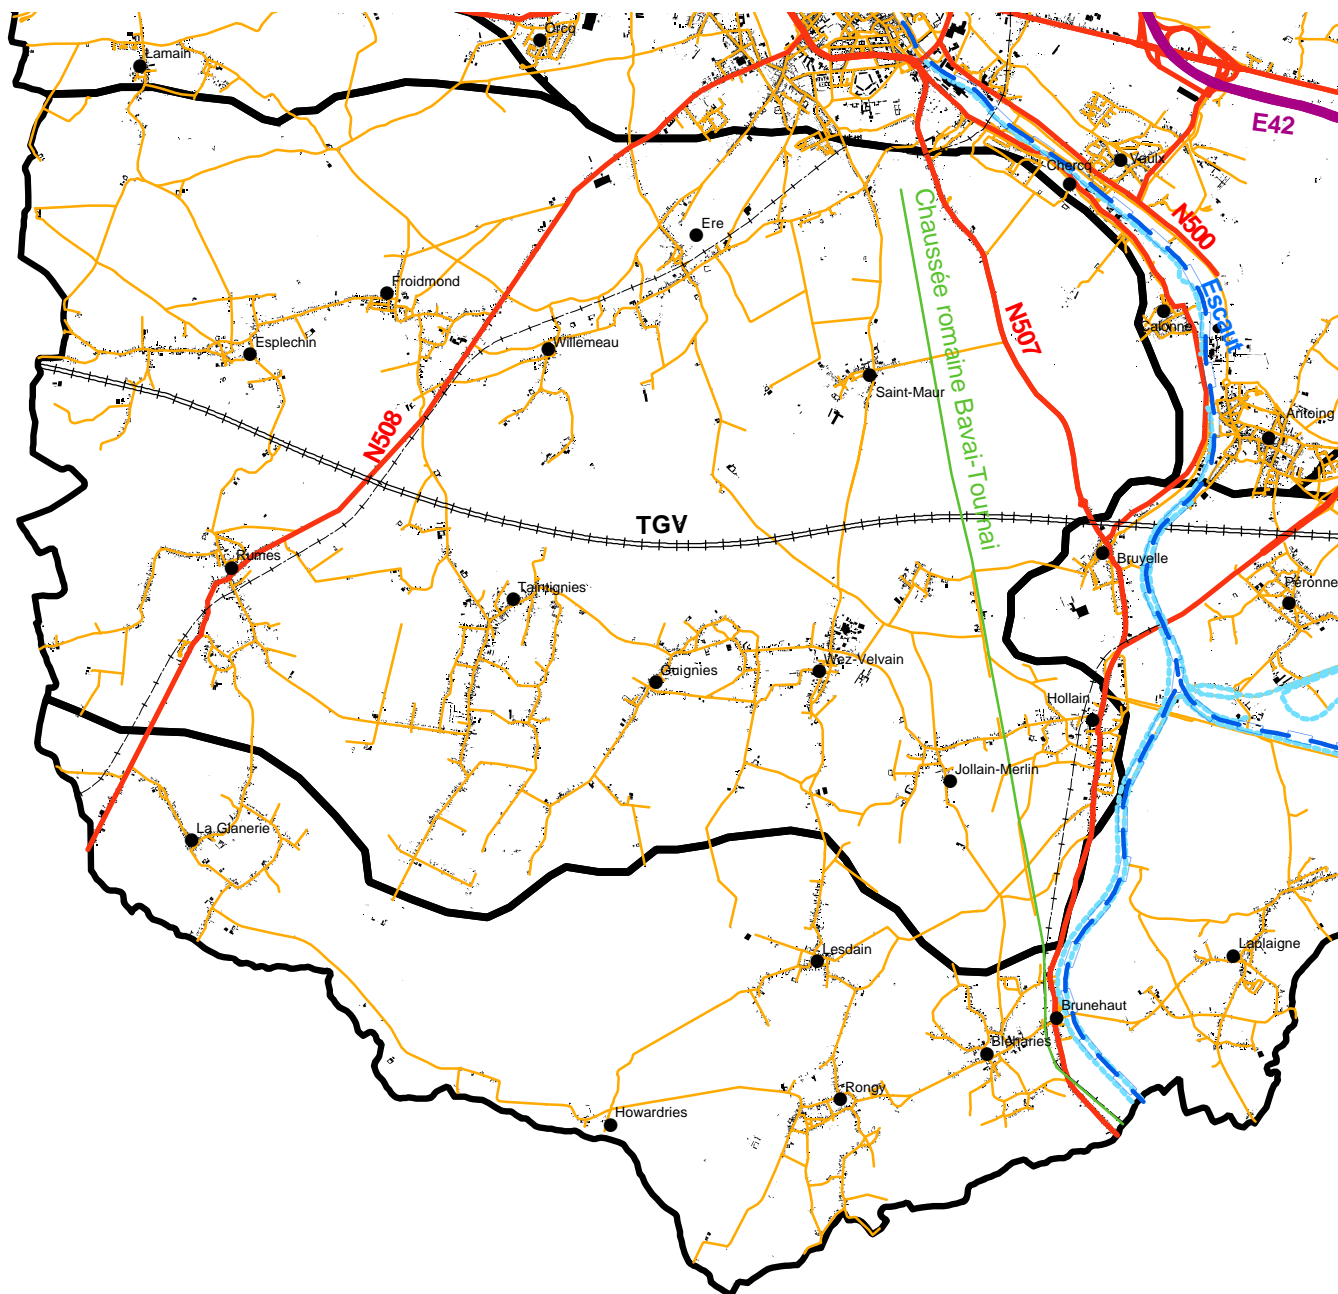 Orcq
Lamain
E42
Vaulx
Chercq
N500
Ere
Chaussée romaine Bavai-Tournai
Froidmond
Escaut
N507
Calonne
Esplechin
Willemeau
Saint-Maur
Antoing
N508
TGV
Bruyelle
Rumes
Taintignies
Péronne
Wez-Velvain
Guignies
Hollain
Jollain-Merlin
La Glanerie
Lesdain
Laplaigne
Brunehaut
Bléharies
Rongy
Howardries